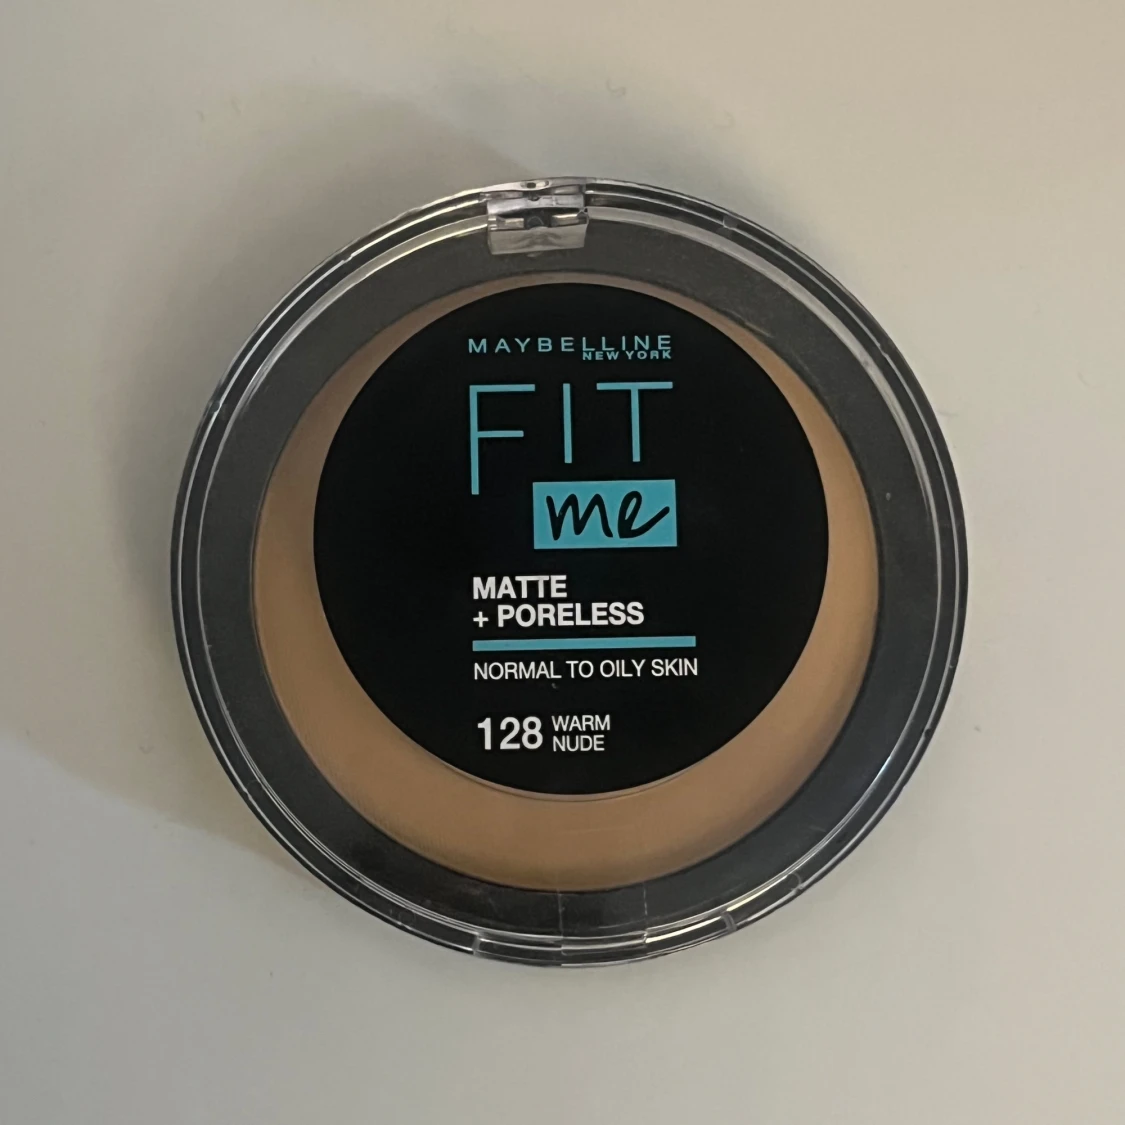 MAYBELLINE
NEW YORK
FIT
me
MATTE
+ PORELESS
NORMAL TO OILY SKIN
128 WARM
NUDE